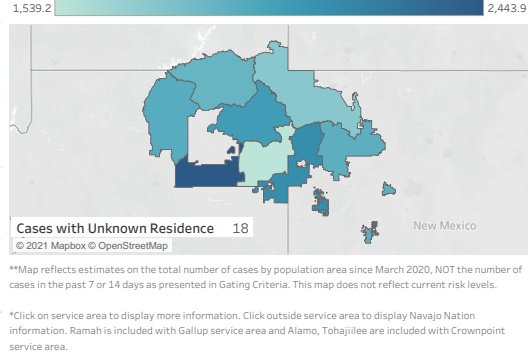 1,539.2 2,443.9
New Mexico
Cases with Unknown Residence 18
© 2021 Mapbox © OpenStreetMap
**Map reflects estimates on the total number of cases by population area since March 2020, NOT the number of
cases in the past 7 or 14 days as presented in Gating Criteria. This map does not reflect current risk levels.
*Click on service area to display more information. Click outside service area to display Navajo Nation
information. Ramah is included with Gallup service area and Alamo, Tohajiilee are included with Crownpoint
service area.